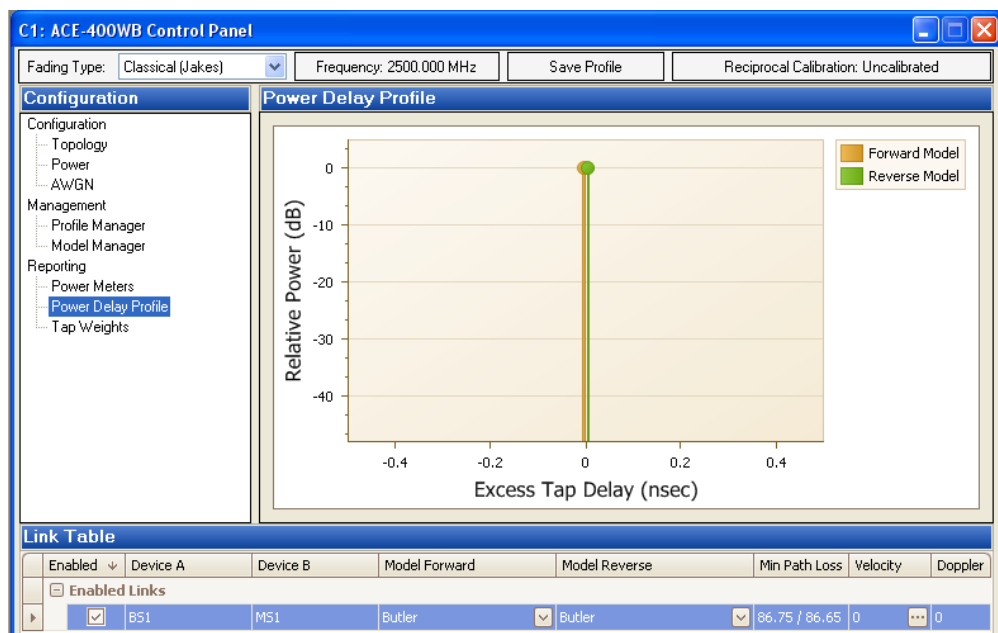 C1: ACE-400WB Control Panel
Fading Type: Classical (Jakes) Frequency: 2500.000 MHz Save Profile Reciprocal Calibration: Uncalibrated
Configuration
Configuration
Topology
Power
AWGN
Management
Profile Manager
Model Manager
Reporting
Power Meters
Power Delay Profile
Tap Weights
Power Delay Profile
Relative Power (dB)
0
-10
-20
-30
-40
-0.4 -0.2 0 0.2 0.4
Excess Tap Delay (nsec)
Forward Model
Reverse Model
Link Table
Enabled Device A Device B Model Forward Model Reverse Min Path Loss Velocity Doppler
Enabled Links
BS1 MS1 Butler Butler 86.75 / 86.65 0 ... 0